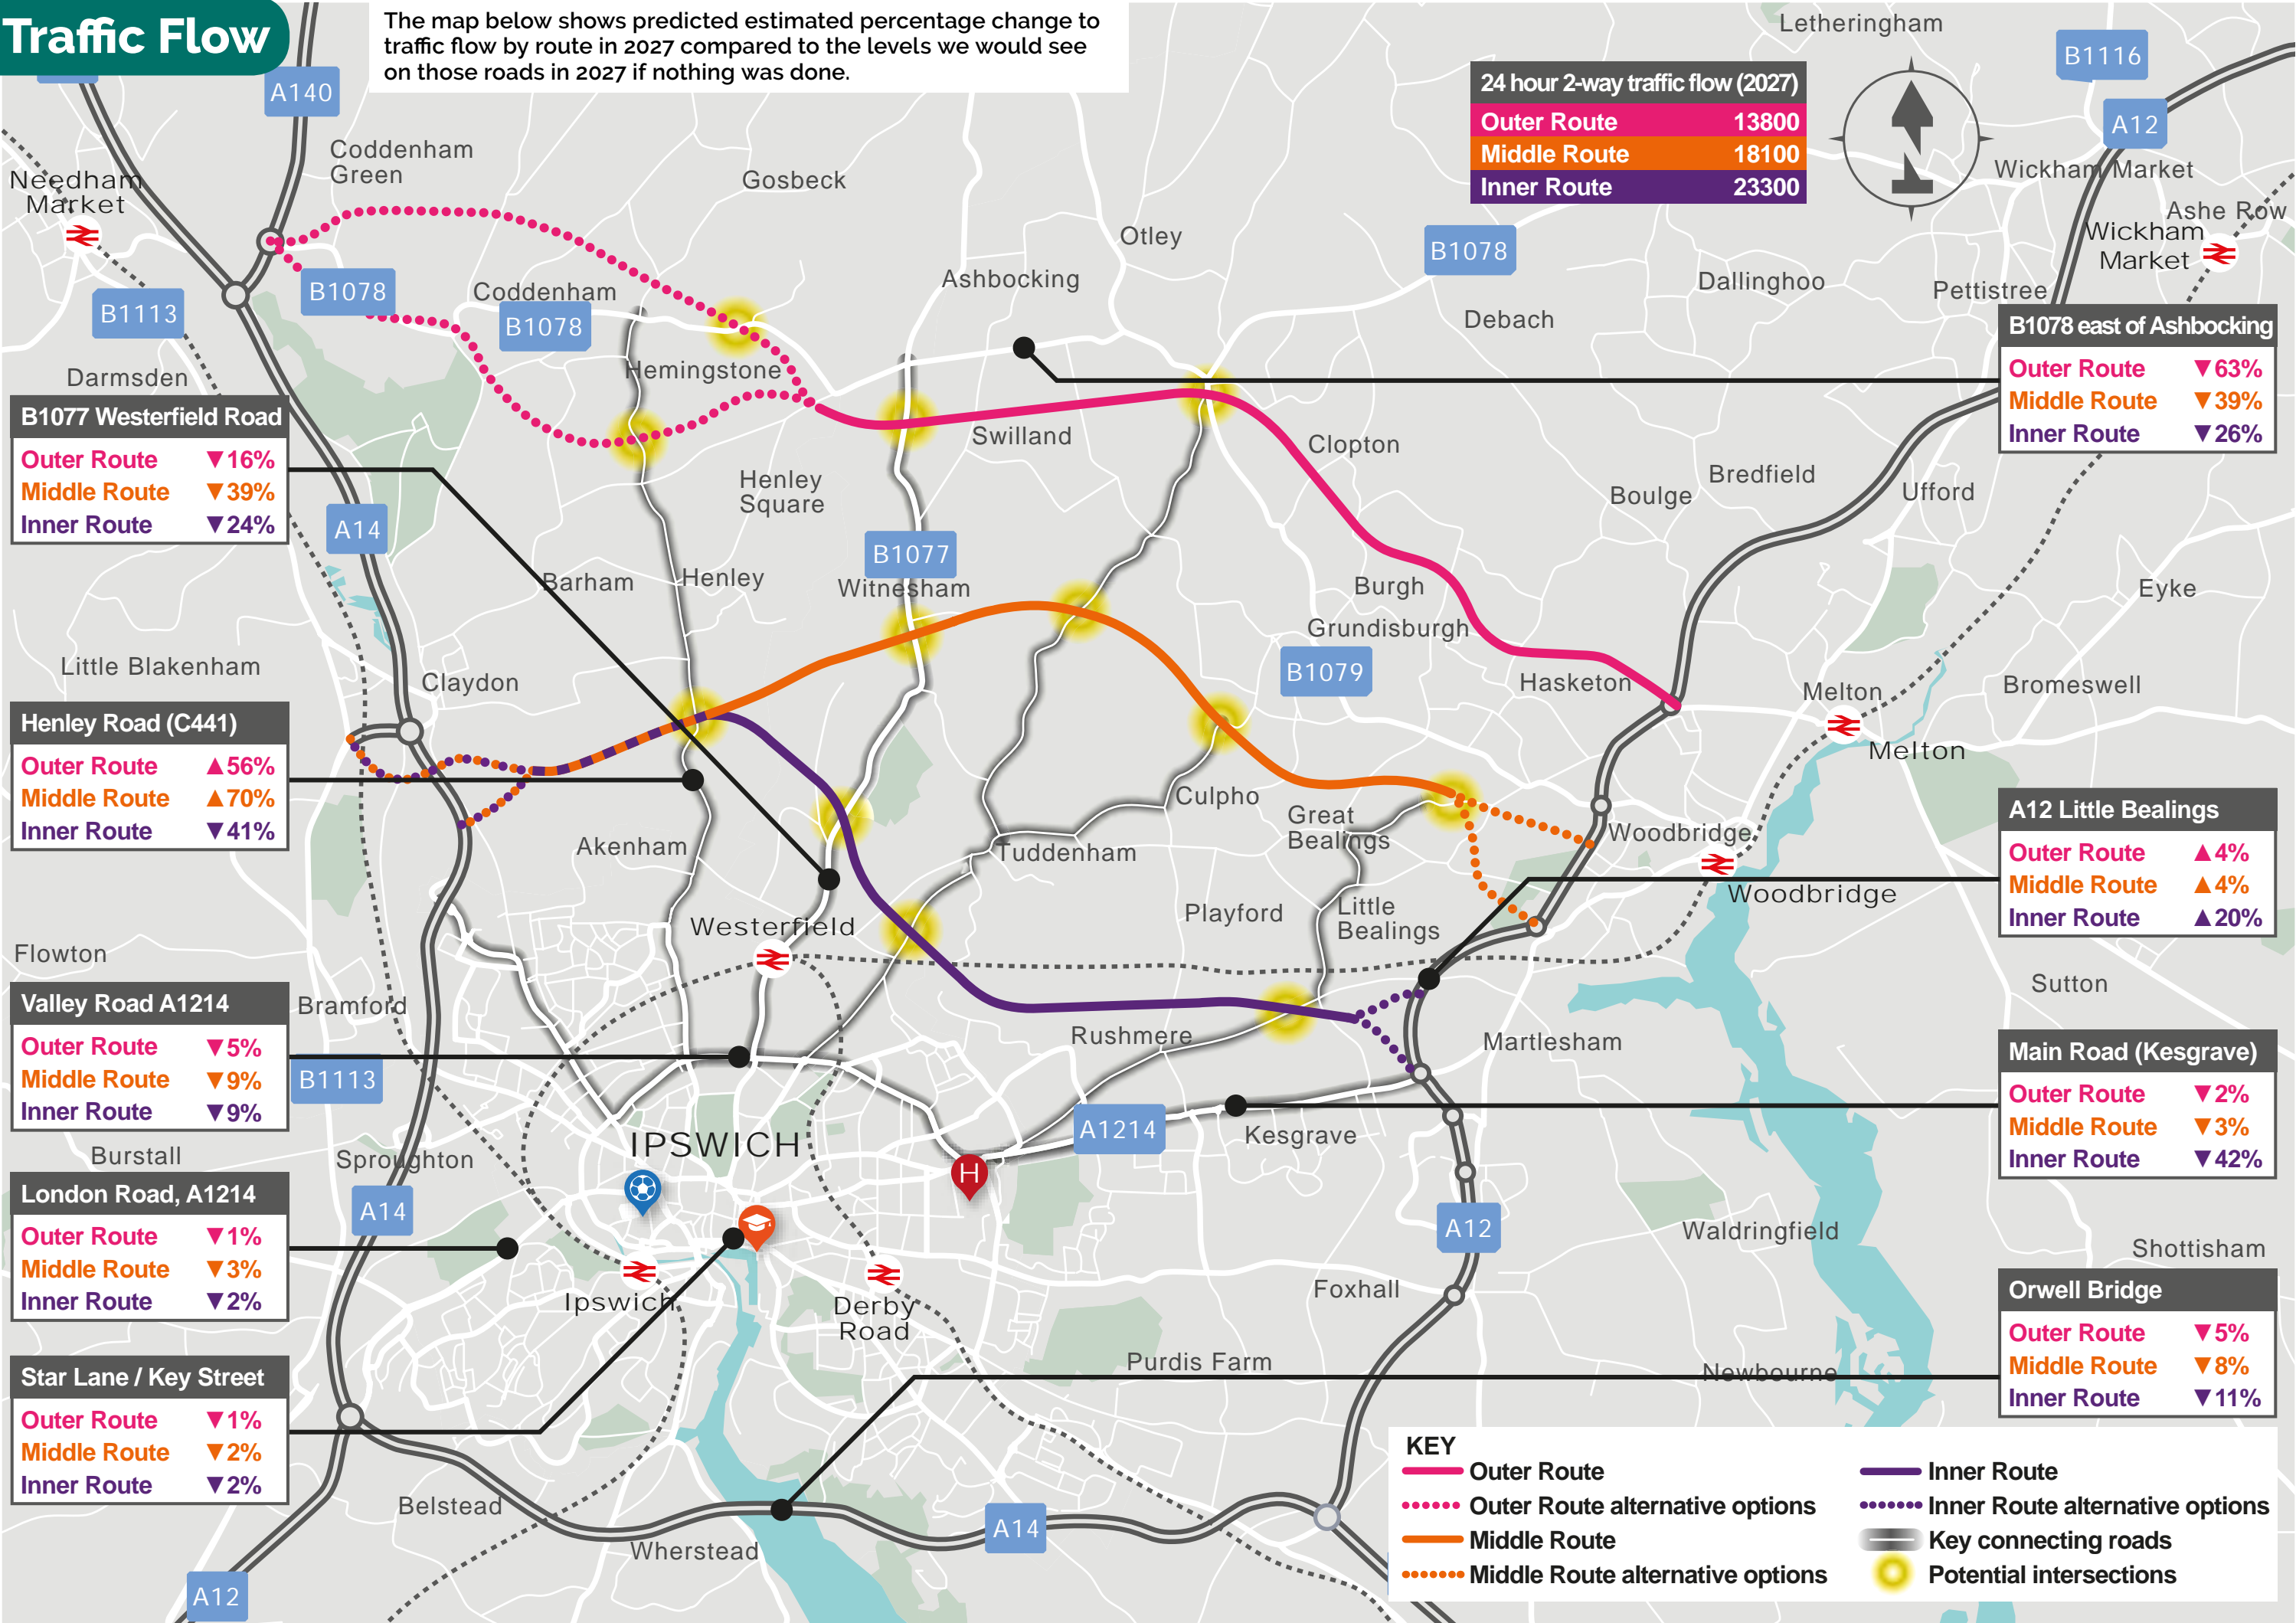 Traffic Flow
The map below shows predicted estimated percentage change to
traffic flow by route in 2027 compared to the levels we would see
on those roads in 2027 if nothing was done.
Letheringham
B1116
A140
24 hour 2-way traffic flow (2027)
Outer Route 13800
Middle Route 18100
Inner Route 23300
A12
Coddenham
Green
Needham
Market
Gosbeck
Wickham Market
Ashe Row
Wickham
Market
Otley
B1078
Ashbocking
Dallinghoo
Pettistree
B1078
Coddenham
B1078
B1113
Debach
B1078 east of Ashbocking
Outer Route ▼63%
Middle Route ▼39%
Inner Route ▼26%
Darmsden
Hemingstone
B1077 Westerfield Road
Outer Route ▼16%
Middle Route ▼39%
Inner Route ▼24%
Swilland
Clopton
Henley
Square
Boulge
Bredfield
Ufford
A14
B1077
Barham
Henley
Witnesham
Burgh
Eyke
Grundisburgh
B1079
Little Blakenham
Claydon
Hasketon
Melton
Bromeswell
Melton
Henley Road (C441)
Outer Route ▲56%
Middle Route ▲70%
Inner Route ▼41%
Culpho
Great
Bealings
Woodbridge
Woodbridge
A12 Little Bealings
Outer Route ▲4%
Middle Route ▲4%
Inner Route ▲20%
Akenham
Tuddenham
Westerfield
Playford
Little
Bealings
Flowton
Sutton
Valley Road A1214
Outer Route ▼5%
Middle Route ▼9%
Inner Route ▼9%
Bramford
B1113
Rushmere
Martlesham
Main Road (Kesgrave)
Outer Route ▼2%
Middle Route ▼3%
Inner Route ▼42%
A1214
Kesgrave
IPSWICH
H
Burstall
Sproughton
London Road, A1214
Outer Route ▼1%
Middle Route ▼3%
Inner Route ▼2%
A14
A12
Waldringfield
Shottisham
Foxhall
Ipswich
Derby
Road
Orwell Bridge
Outer Route ▼5%
Middle Route ▼8%
Inner Route ▼11%
Purdis Farm
Newbourne
Star Lane / Key Street
Outer Route ▼1%
Middle Route ▼2%
Inner Route ▼2%
Belstead
Wherstead
A14
A12
KEY
Outer Route
Outer Route alternative options
Middle Route
Middle Route alternative options
Inner Route
Inner Route alternative options
Key connecting roads
Potential intersections